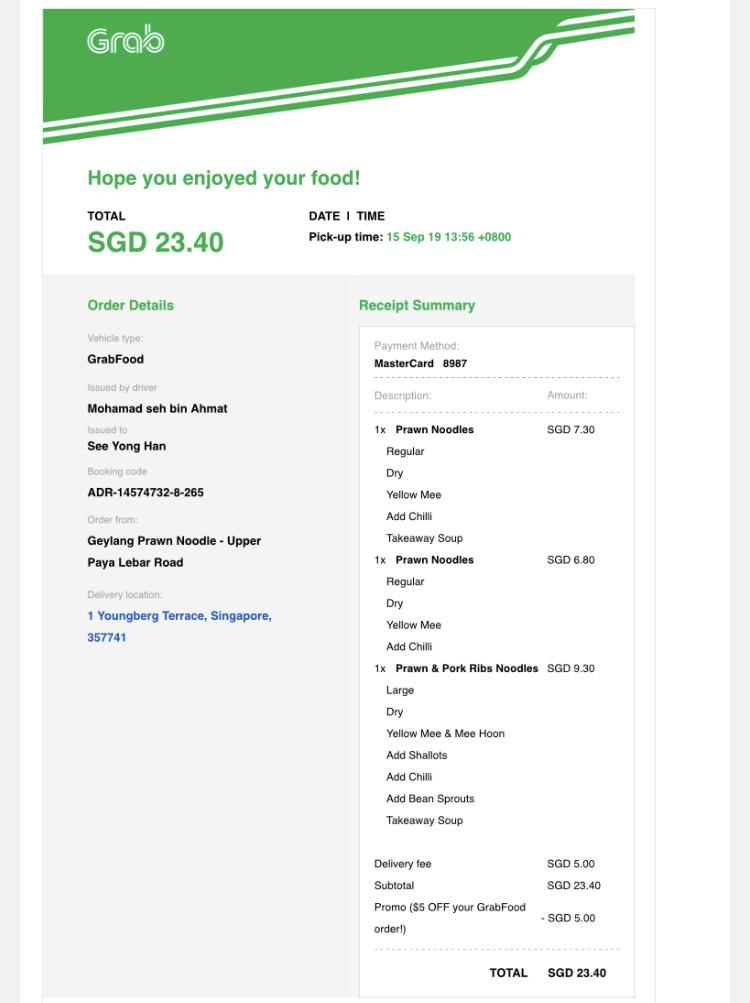 Grab
Hope you enjoyed your food!
TOTAL
SGD 23.40
DATE | TIME
Pick-up time: 15 Sep 19 13:56 +0800
Order Details
Vehicle type:
GrabFood
Issued by driver
Mohamad seh bin Ahmat
Issued to
See Yong Han
Booking code
ADR-14574732-8-265
Order from:
Geylang Prawn Noodle - Upper
Paya Lebar Road
Delivery location:
1 Youngberg Terrace, Singapore,
357741
Receipt Summary
Payment Method:
MasterCard 8987
Description: Amount:
1x Prawn Noodles SGD 7.30
Regular
Dry
Yellow Mee
Add Chilli
Takeaway Soup
1x Prawn Noodles SGD 6.80
Regular
Dry
Yellow Mee
Add Chilli
1x Prawn & Pork Ribs Noodles SGD 9.30
Large
Dry
Yellow Mee & Mee Hoon
Add Shallots
Add Chilli
Add Bean Sprouts
Takeaway Soup
Delivery fee SGD 5.00
Subtotal SGD 23.40
Promo ($5 OFF your GrabFood
order!) - SGD 5.00
TOTAL SGD 23.40